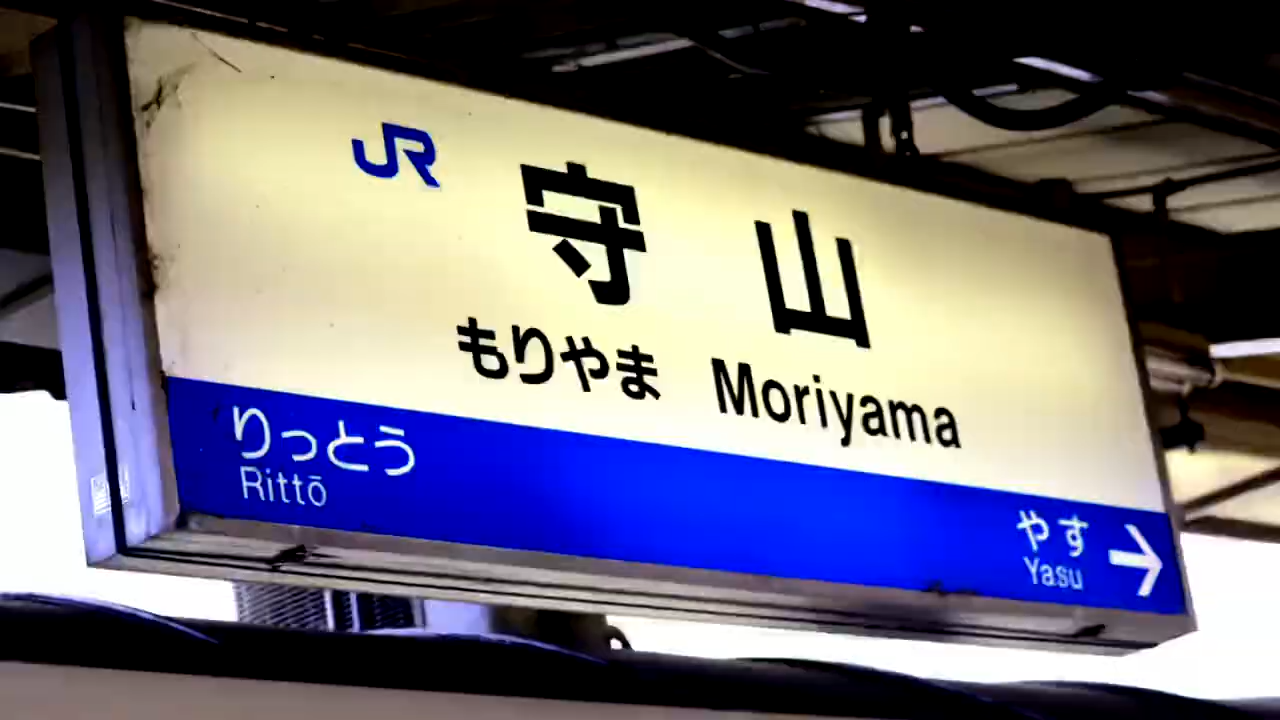 JR
守山
もりやま Moriyama
りっとう
Rittō
やす
Yasu →